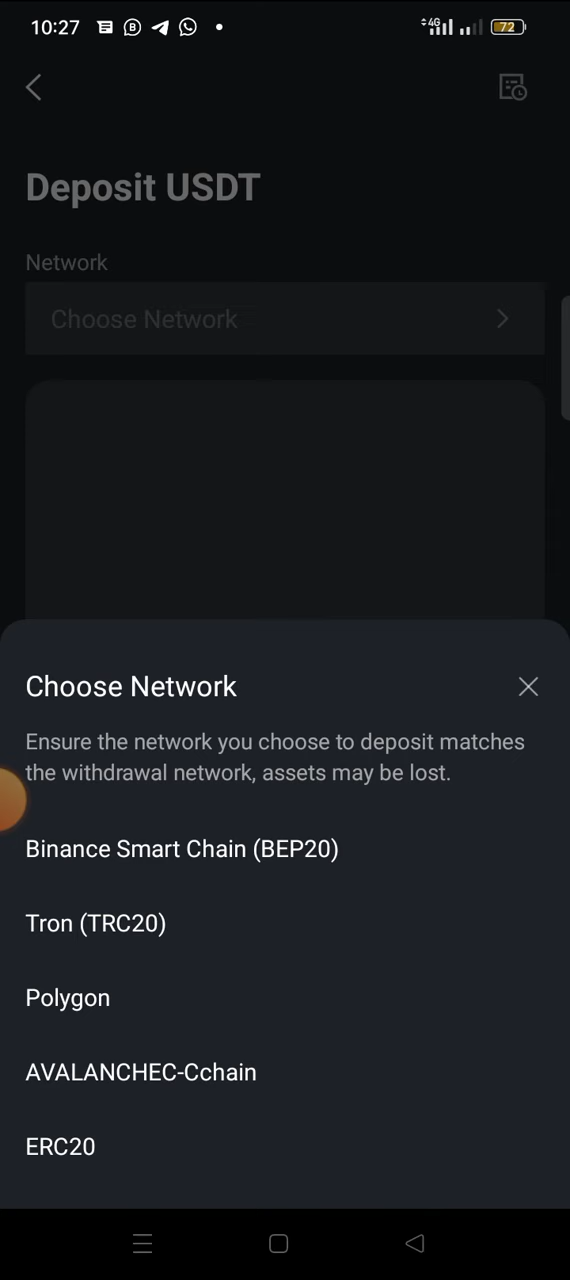 10:27
4G
72
Deposit USDT
Network
Choose Network
Choose Network
Ensure the network you choose to deposit matches
the withdrawal network, assets may be lost.
Binance Smart Chain (BEP20)
Tron (TRC20)
Polygon
AVALANCHEC-Cchain
ERC20